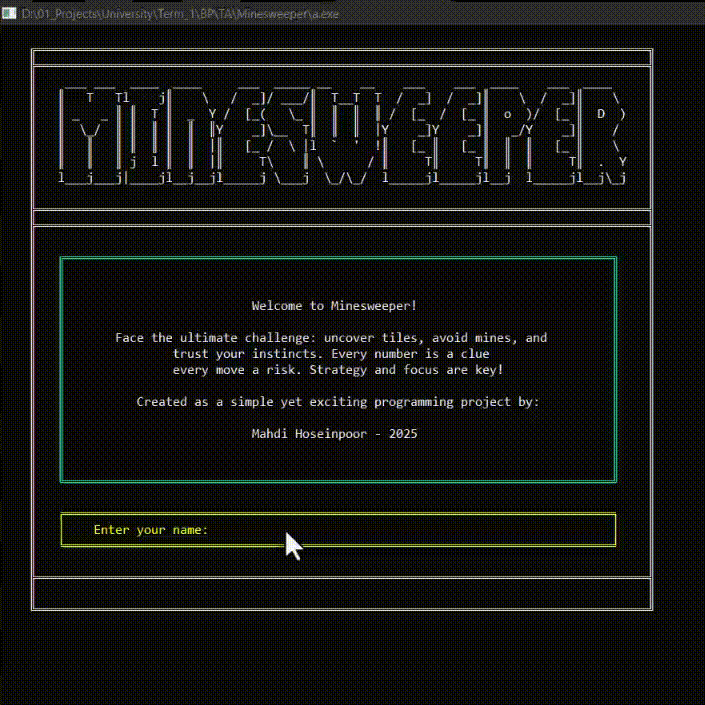 D:\01_Projects\University\Term_1\BP\TA\Minesweeper\a.exe
MINESWEEPER
Welcome to Minesweeper!
Face the ultimate challenge: uncover tiles, avoid mines, and
trust your instincts. Every number is a clue
every move a risk. Strategy and focus are key!
Created as a simple yet exciting programming project by:
Mahdi Hoseinpoor - 2025
Enter your name: